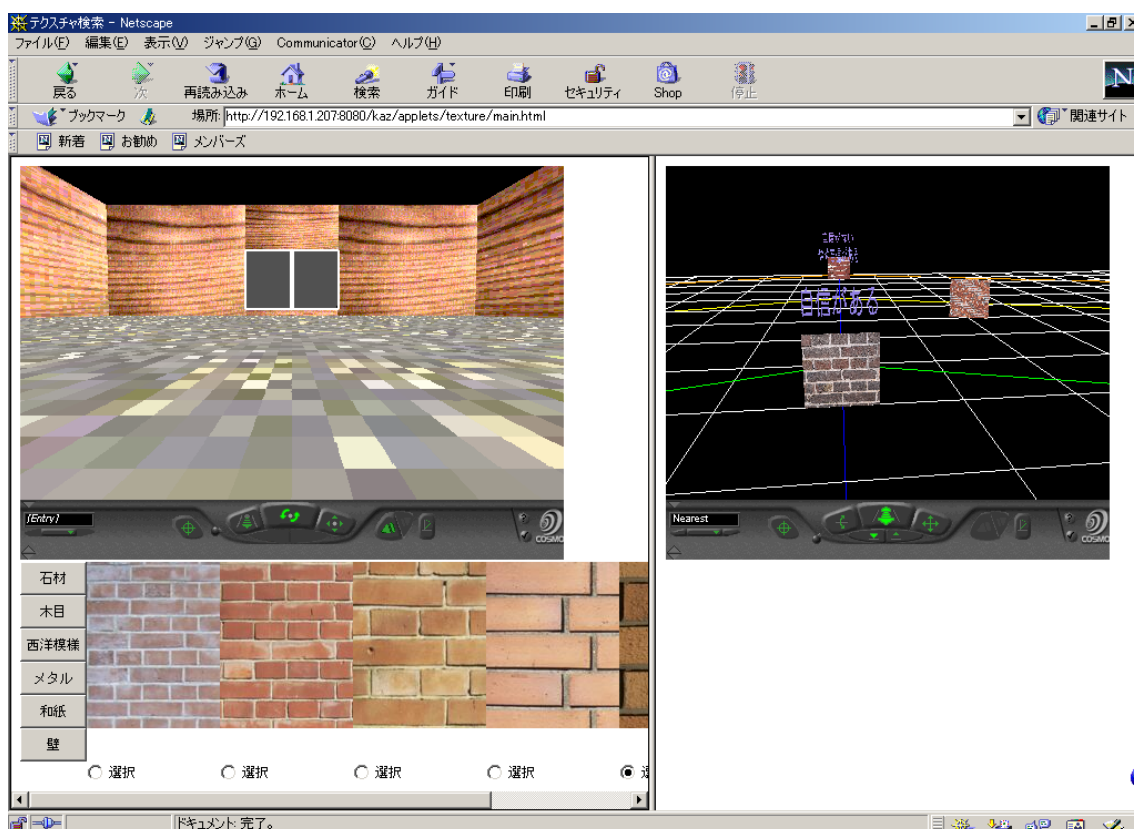 テクスチャ検索 - Netscape
ファイル(F) 編集(E) 表示(V) ジャンプ(G) Communicator(C) ヘルプ(H)
戻る 次 再読み込み ホーム 検索 ガイド 印刷 セキュリティ Shop 停止
N
ブックマーク 場所: http://192.168.1.207:8080/kaz/applets/texture/main.html 関連サイト
新着 お勧め メンバーズ
自信がある
[Entry]
COSMO
Nearest
COSMO
石材
木目
西洋模様
メタル
和紙
壁
選択 選択 選択 選択
ドキュメント: 完了。